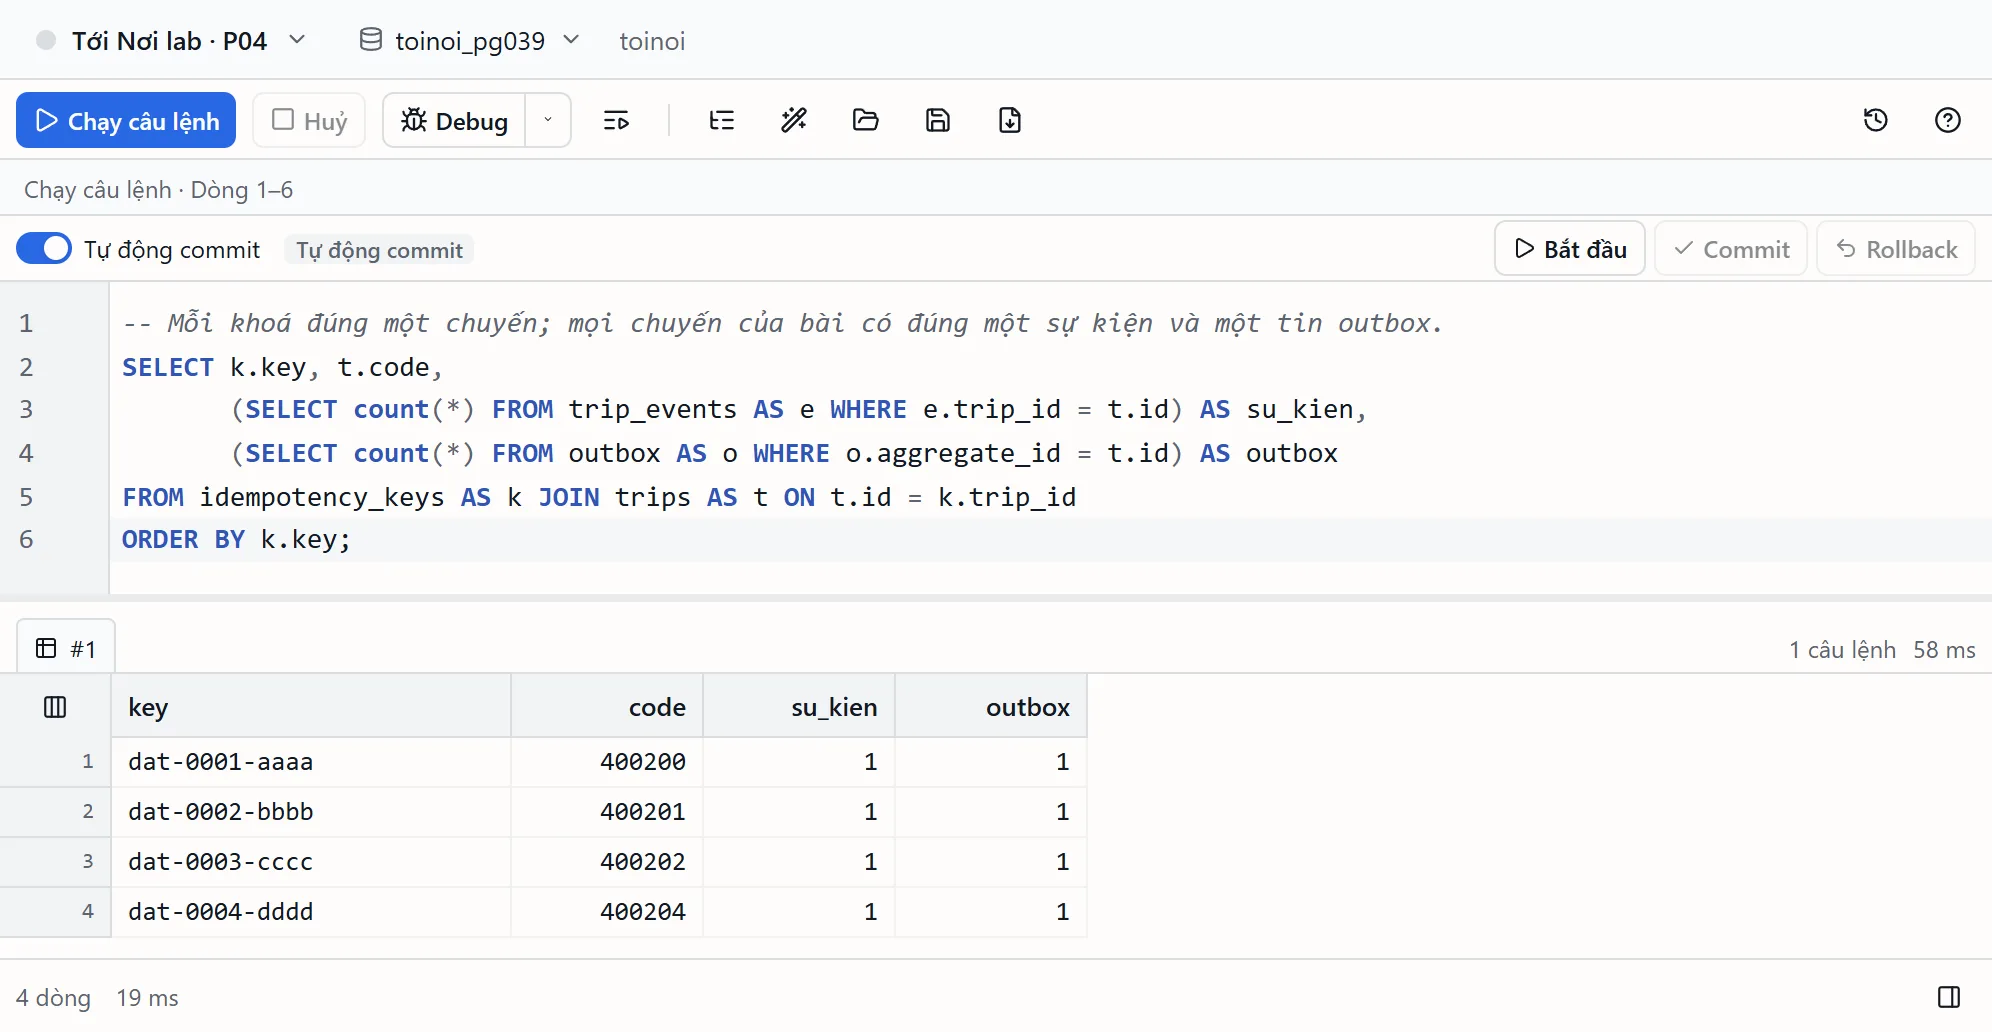 Tới Nơi lab · P04 toinoi_pg039 toinoi
Chạy câu lệnh Huỷ Debug
Chạy câu lệnh · Dòng 1–6
Tự động commit Tự động commit Bắt đầu Commit Rollback
1 -- Mỗi khoá đúng một chuyến; mọi chuyến của bài có đúng một sự kiện và một tin outbox.
2 SELECT k.key, t.code,
3 (SELECT count(*) FROM trip_events AS e WHERE e.trip_id = t.id) AS su_kien,
4 (SELECT count(*) FROM outbox AS o WHERE o.aggregate_id = t.id) AS outbox
5 FROM idempotency_keys AS k JOIN trips AS t ON t.id = k.trip_id
6 ORDER BY k.key;
#1 1 câu lệnh 58 ms
key code su_kien outbox
1 dat-0001-aaaa 400200 1 1
2 dat-0002-bbbb 400201 1 1
3 dat-0003-cccc 400202 1 1
4 dat-0004-dddd 400204 1 1
4 dòng 19 ms